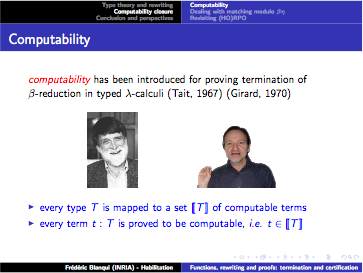 Type theory and rewriting
Computability closure
Conclusion and perspectives
Computability
Dealing with matching modulo βη
Revisiting (HO)RPO
Computability
computability has been introduced for proving termination of
β-reduction in typed λ-calculi (Tait, 1967) (Girard, 1970)
every type T is mapped to a set ⟦T⟧ of computable terms
every term t : T is proved to be computable, i.e. t ∈ ⟦T⟧
Frédéric Blanqui (INRIA) - Habilitation
Functions, rewriting and proofs: termination and certification